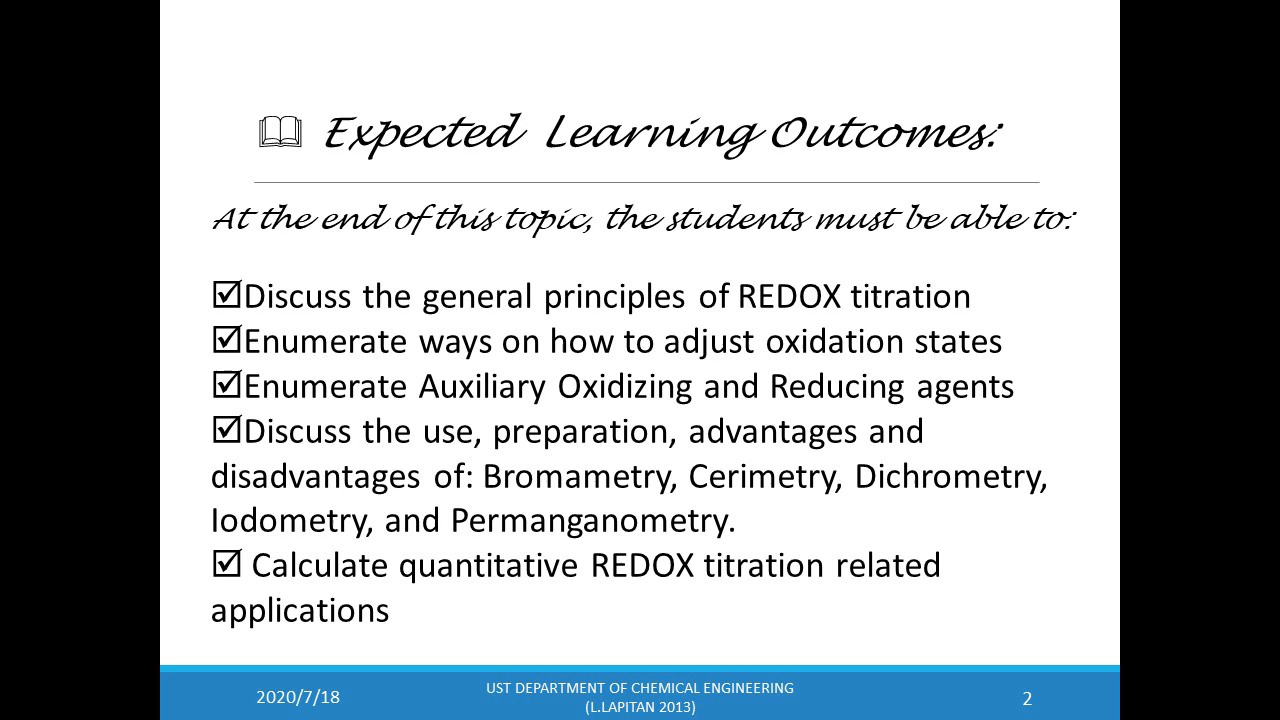 Expected Learning Outcomes:
At the end of this topic, the students must be able to:
☑Discuss the general principles of REDOX titration
☑Enumerate ways on how to adjust oxidation states
☑Enumerate Auxiliary Oxidizing and Reducing agents
☑Discuss the use, preparation, advantages and
disadvantages of: Bromametry, Cerimetry, Dichrometry,
Iodometry, and Permanganometry.
☑ Calculate quantitative REDOX titration related
applications
2020/7/18
UST DEPARTMENT OF CHEMICAL ENGINEERING
(L.LAPITAN 2013)
2